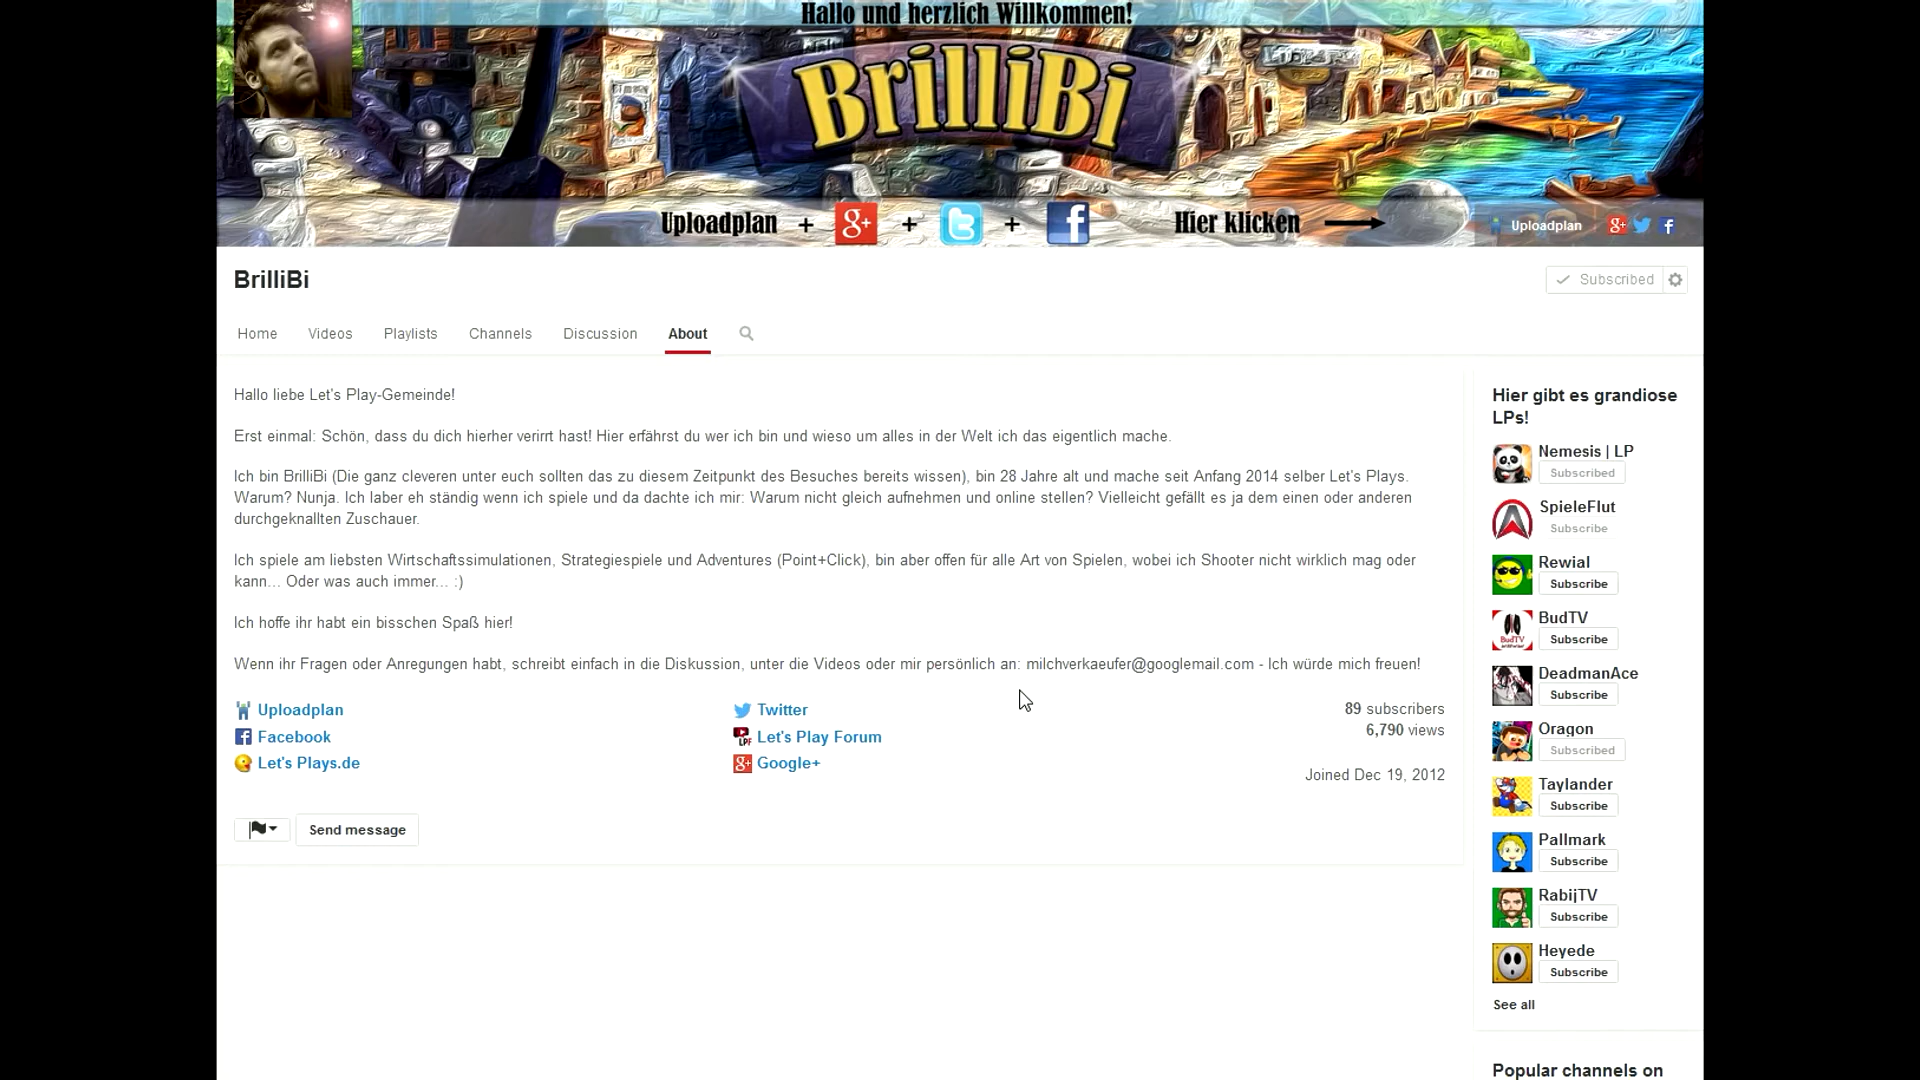 Hallo und herzlich Willkommen!
BrilliBi
Uploadplan + g+ + t + f Hier klicken
Uploadplan g+ f
BrilliBi
Subscribed
Home Videos Playlists Channels Discussion About
Hallo liebe Let's Play-Gemeinde!
Erst einmal: Schön, dass du dich hierher verirrt hast! Hier erfährst du wer ich bin und wieso um alles in der Welt ich das eigentlich mache.
Ich bin BrilliBi (Die ganz cleveren unter euch sollten das zu diesem Zeitpunkt des Besuches bereits wissen), bin 28 Jahre alt und mache seit Anfang 2014 selber Let's Plays.
Warum? Nunja. Ich laber eh ständig wenn ich spiele und da dachte ich mir: Warum nicht gleich aufnehmen und online stellen? Vielleicht gefällt es ja dem einen oder anderen
durchgeknallten Zuschauer.
Ich spiele am liebsten Wirtschaftssimulationen, Strategiespiele und Adventures (Point+Click), bin aber offen für alle Art von Spielen, wobei ich Shooter nicht wirklich mag oder
kann... Oder was auch immer... :)
Ich hoffe ihr habt ein bisschen Spaß hier!
Wenn ihr Fragen oder Anregungen habt, schreibt einfach in die Diskussion, unter die Videos oder mir persönlich an: milchverkaeufer@googlemail.com - Ich würde mich freuen!
Uploadplan
Facebook
Let's Plays.de
Twitter
LPF Let's Play Forum
g+ Google+
89 subscribers
6,790 views
Joined Dec 19, 2012
Send message
Hier gibt es grandiose
LPs!
Nemesis | LP
Subscribed
SpieleFlut
Subscribe
Rewial
Subscribe
BudTV
BudTV
Subscribe
DeadmanAce
Subscribe
Oragon
Subscribed
Taylander
Subscribe
Pallmark
Subscribe
RabijTV
Subscribe
Heyede
Subscribe
See all
Popular channels on